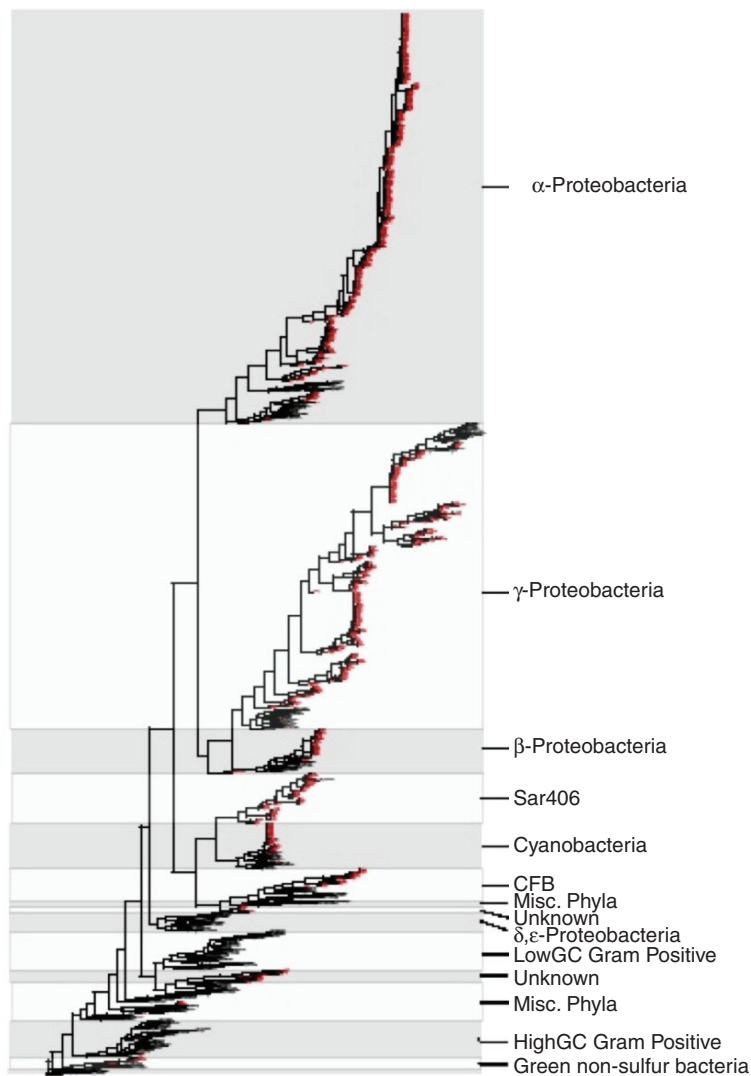 α-Proteobacteria
γ-Proteobacteria
β-Proteobacteria
Sar406
Cyanobacteria
CFB
Misc. Phyla
Unknown
δ,ε-Proteobacteria
LowGC Gram Positive
Unknown
Misc. Phyla
HighGC Gram Positive
Green non-sulfur bacteria